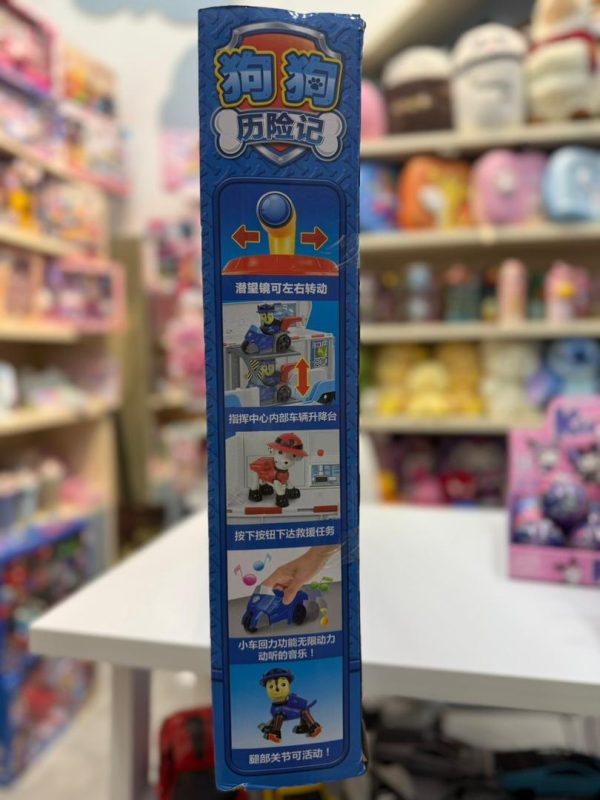 狗狗
历险记
潜望镜可左右转动
指挥中心内部车辆升降台
按下按钮下达救援任务
小车回力功能无限动力
动听的音乐！
腿部关节可活动！